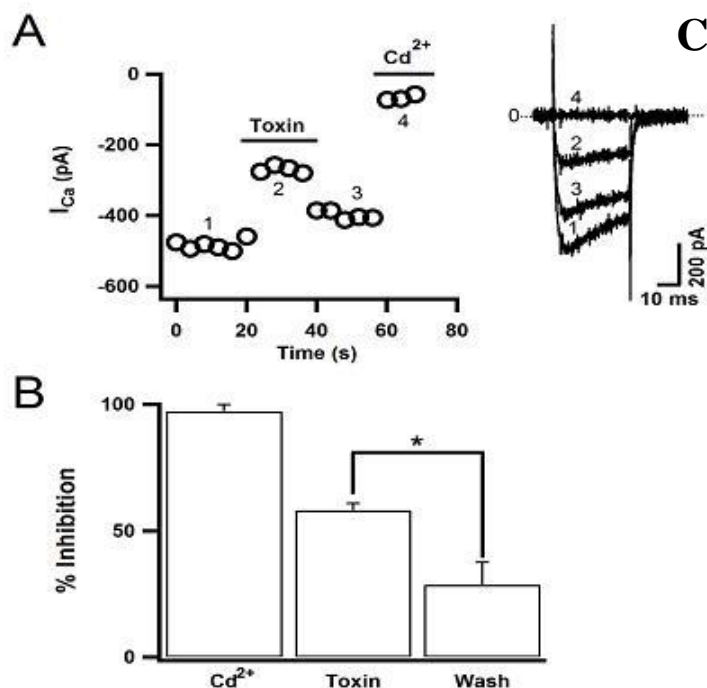 A
C
Cd²⁺
0
Toxin
-200
-400
-600
I_Ca (pA)
1
2
3
4
0 20 40 60 80
Time (s)
0
4
2
3
1
200 pA
10 ms
B
100
50
0
% Inhibition
*
Cd²⁺ Toxin Wash